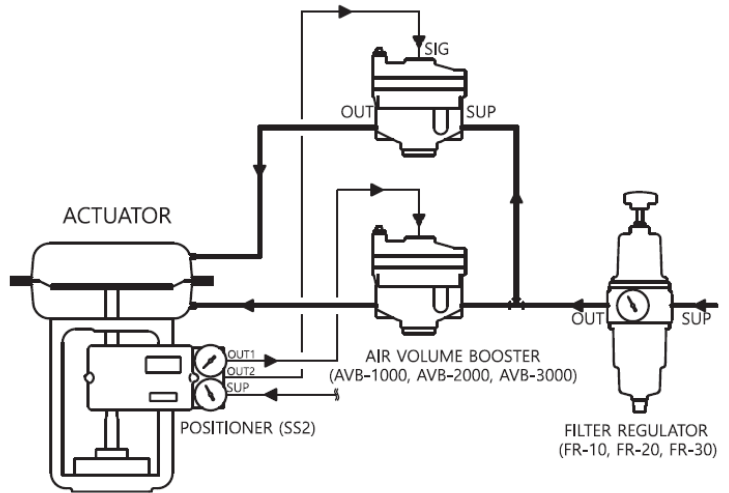 SIG
OUT
SUP
ACTUATOR
OUT1
OUT2
SUP
POSITIONER (SS2)
AIR VOLUME BOOSTER
(AVB-1000, AVB-2000, AVB-3000)
OUT
SUP
FILTER REGULATOR
(FR-10, FR-20, FR-30)